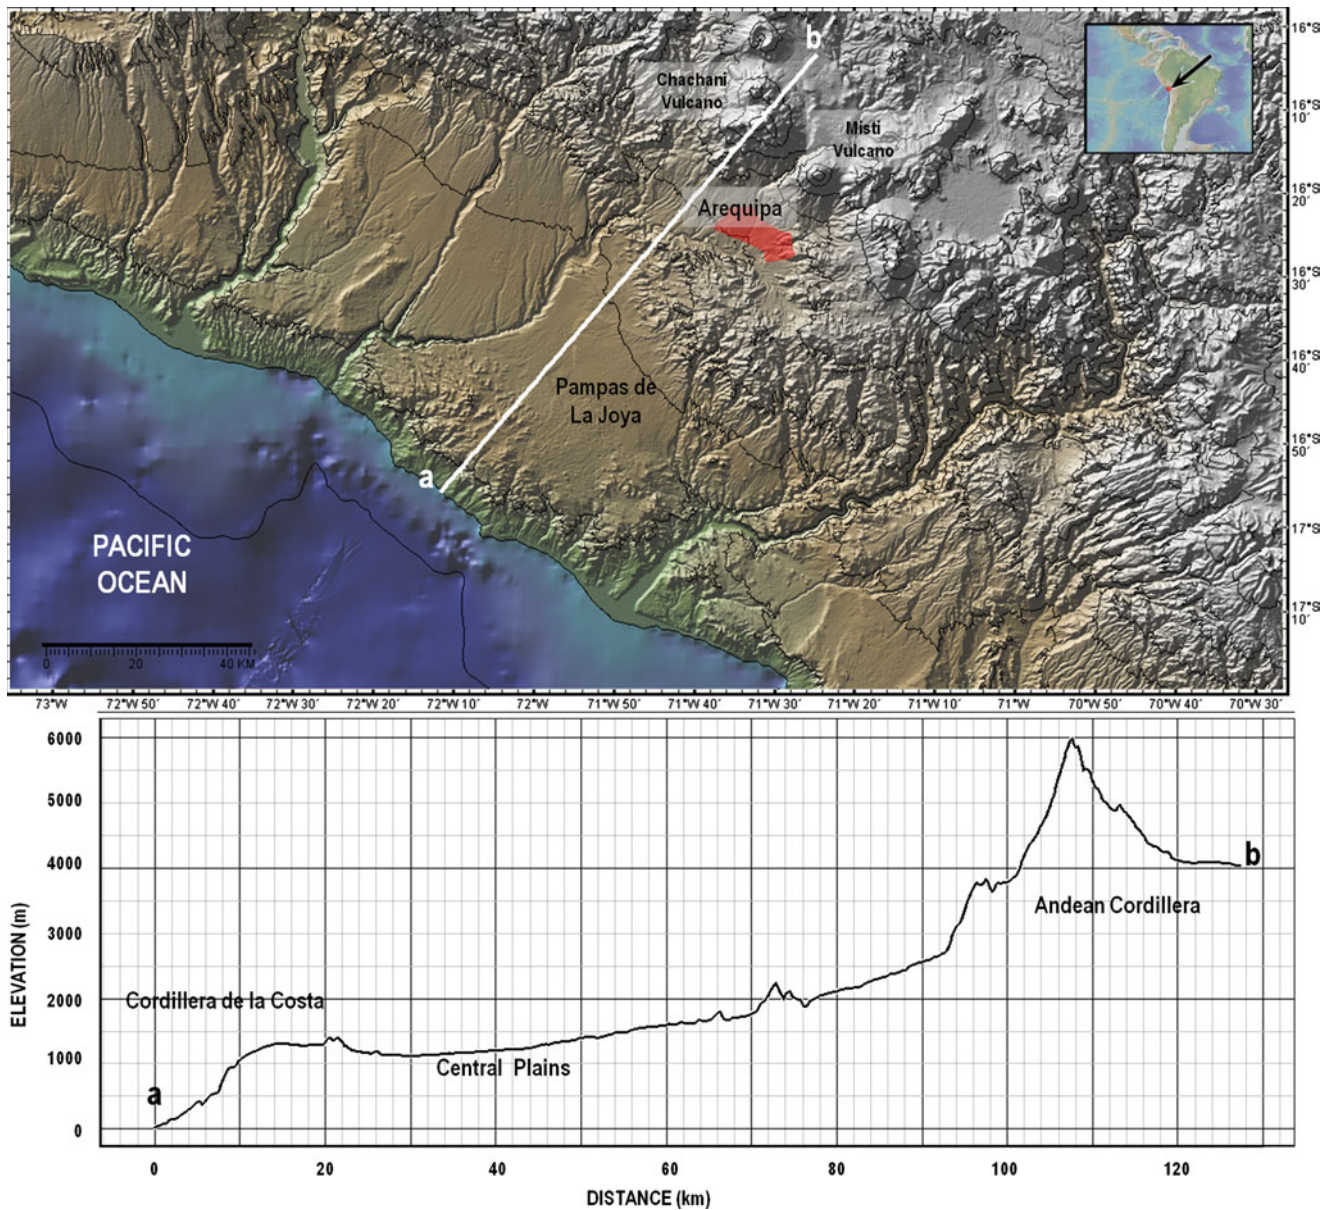 b
Chachani
Vulcano
Misti
Vulcano
Arequipa
Pampas de
La Joya
a
PACIFIC
OCEAN
0 20 40 KM
16°S
16°S
10´
16°S
20´
16°S
30´
16°S
40´
16°S
50´
17°S
17°S
10´
73°W 72°W 50´ 72°W 40´ 72°W 30´ 72°W 20´ 72°W 10´ 72°W 71°W 50´ 71°W 40´ 71°W 30´ 71°W 20´ 71°W 10´ 71°W 70°W 50´ 70°W 40´ 70°W 30´
6000
5000
4000
3000
2000
1000
0
ELEVATION (m)
Cordillera de la Costa
a
Central Plains
Andean Cordillera
b
0 20 40 60 71 80 100 120
DISTANCE (km)